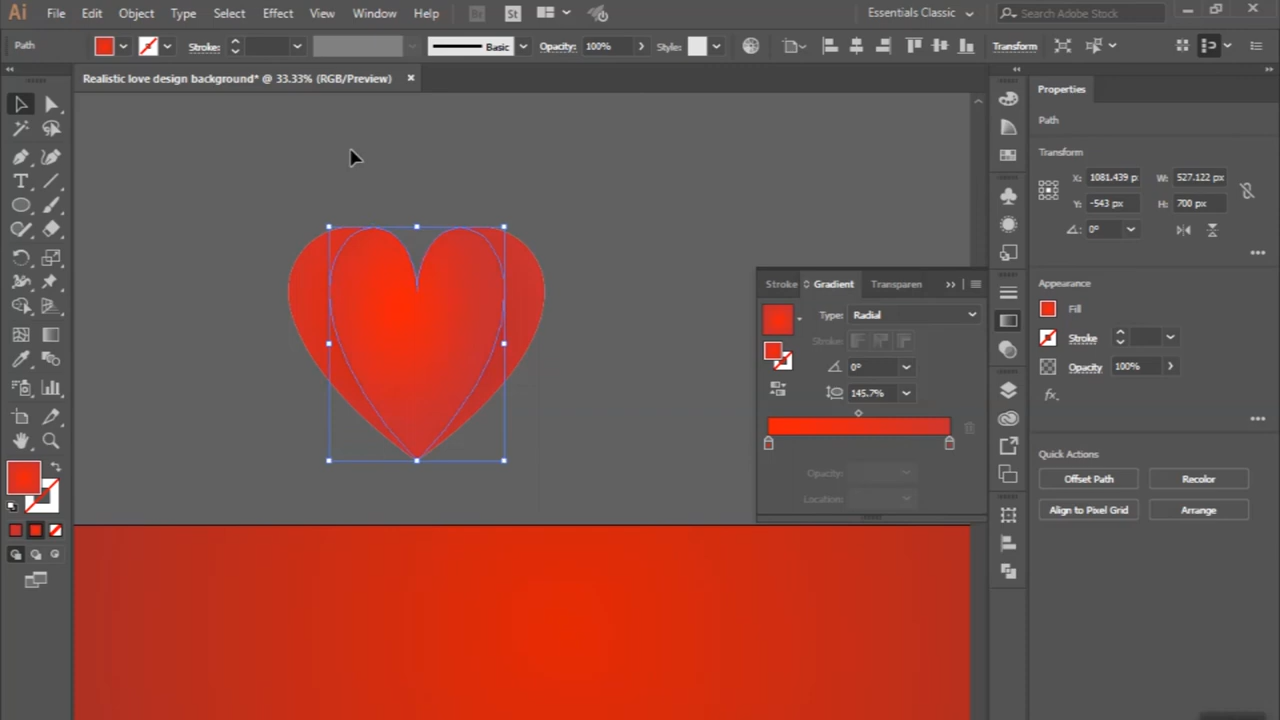 Ai File Edit Object Type Select Effect View Window Help Br St Essentials Classic Search Adobe Stock
Path Stroke: Basic Opacity: 100% Style: Transform
Realistic love design background* @ 33.33% (RGB/Preview) ×
Properties
Path
Transform
X: 1081.439 p W: 527.122 px
Y: -543 px H: 700 px
0°
Stroke Gradient Transparen
Type: Radial
Stroke:
0°
145.7%
Opacity:
Location:
Appearance
Fill
Stroke
Opacity 100%
fx.
Quick Actions
Offset Path Recolor
Align to Pixel Grid Arrange